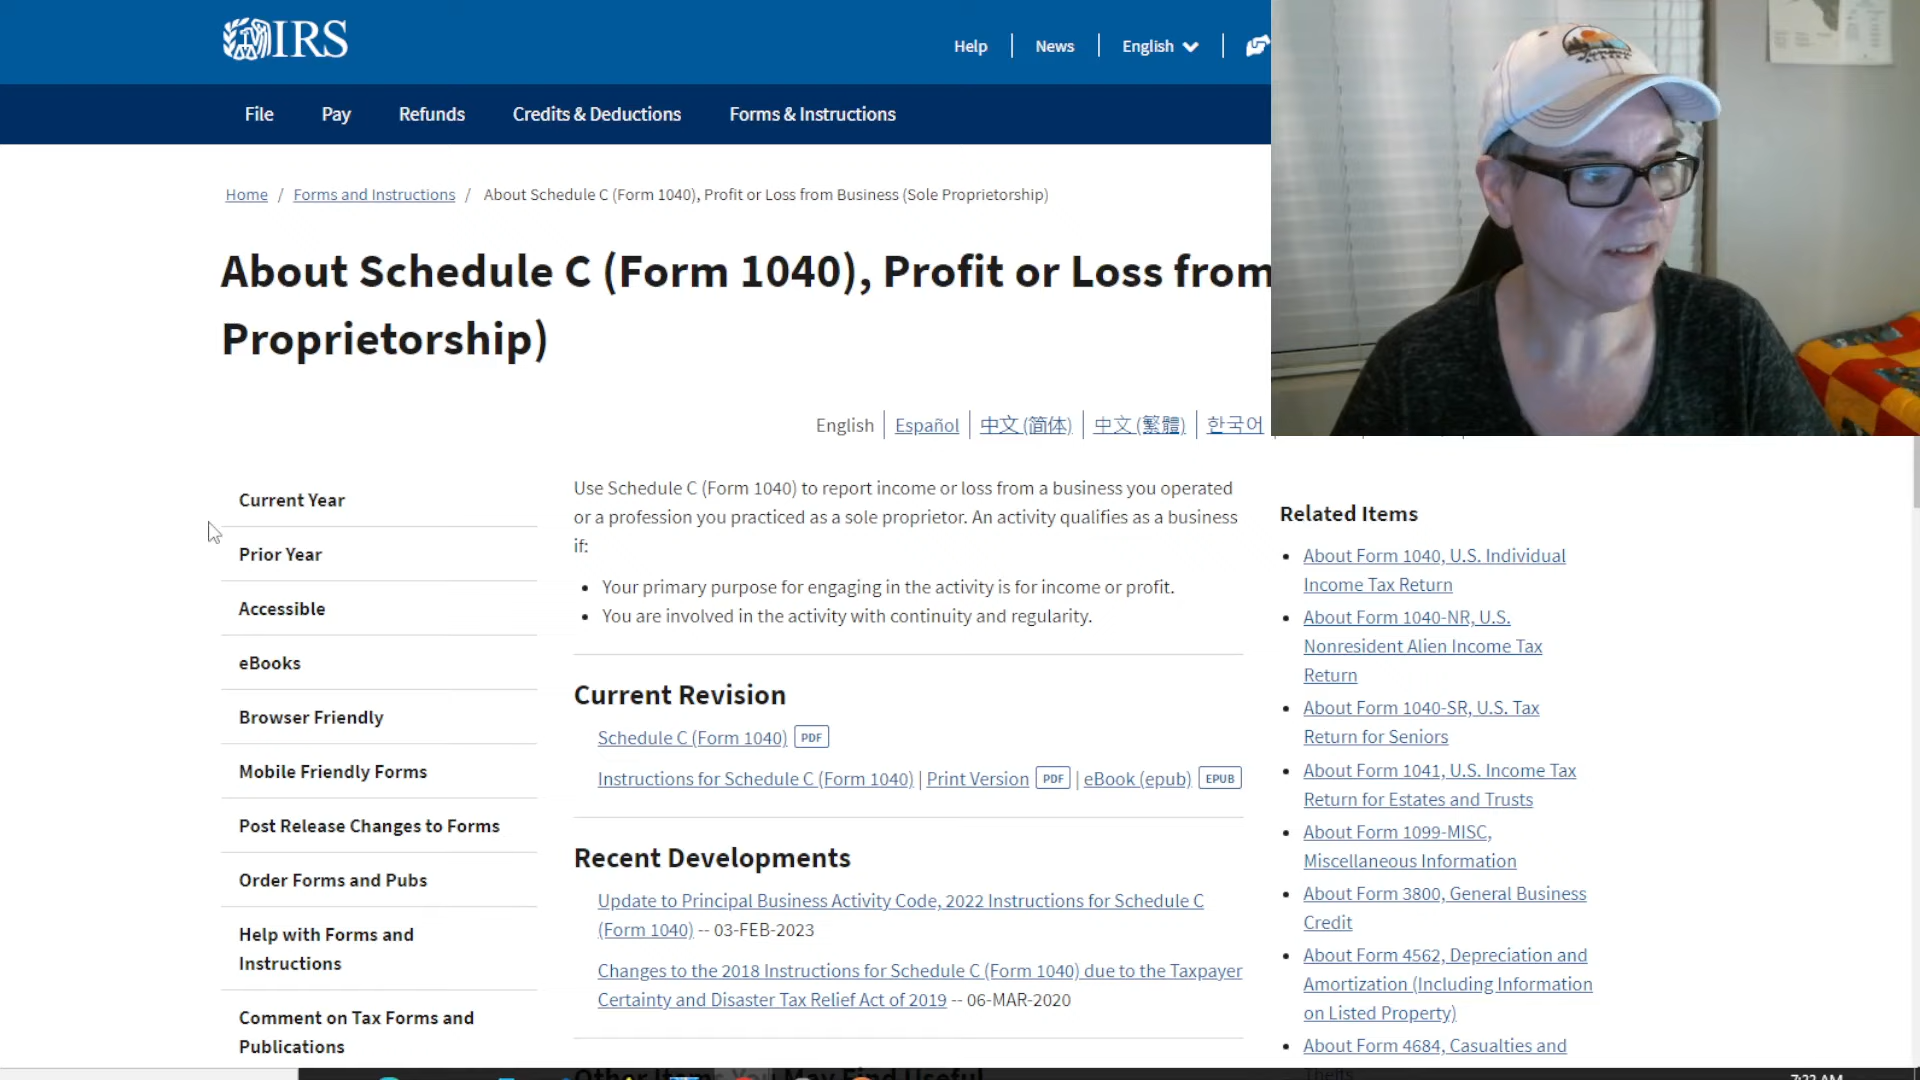 IRS
Help
News
English
File
Pay
Refunds
Credits & Deductions
Forms & Instructions
Home / Forms and Instructions / About Schedule C (Form 1040), Profit or Loss from Business (Sole Proprietorship)
About Schedule C (Form 1040), Profit or Loss from
Proprietorship)
English
Español
中文 (简体)
中文 (繁體)
한국어
Current Year
Prior Year
Accessible
eBooks
Browser Friendly
Mobile Friendly Forms
Post Release Changes to Forms
Order Forms and Pubs
Help with Forms and
Instructions
Comment on Tax Forms and
Publications
Use Schedule C (Form 1040) to report income or loss from a business you operated
or a profession you practiced as a sole proprietor. An activity qualifies as a business
if:
• Your primary purpose for engaging in the activity is for income or profit.
• You are involved in the activity with continuity and regularity.
Current Revision
Schedule C (Form 1040) PDF
Instructions for Schedule C (Form 1040) | Print Version PDF | eBook (epub) EPUB
Recent Developments
Update to Principal Business Activity Code, 2022 Instructions for Schedule C
(Form 1040) -- 03-FEB-2023
Changes to the 2018 Instructions for Schedule C (Form 1040) due to the Taxpayer
Certainty and Disaster Tax Relief Act of 2019 -- 06-MAR-2020
Other Items You May Find Useful
Related Items
• About Form 1040, U.S. Individual
Income Tax Return
• About Form 1040-NR, U.S.
Nonresident Alien Income Tax
Return
• About Form 1040-SR, U.S. Tax
Return for Seniors
• About Form 1041, U.S. Income Tax
Return for Estates and Trusts
• About Form 1099-MISC,
Miscellaneous Information
• About Form 3800, General Business
Credit
• About Form 4562, Depreciation and
Amortization (Including Information
on Listed Property)
• About Form 4684, Casualties and
Thefts
7:22 AM